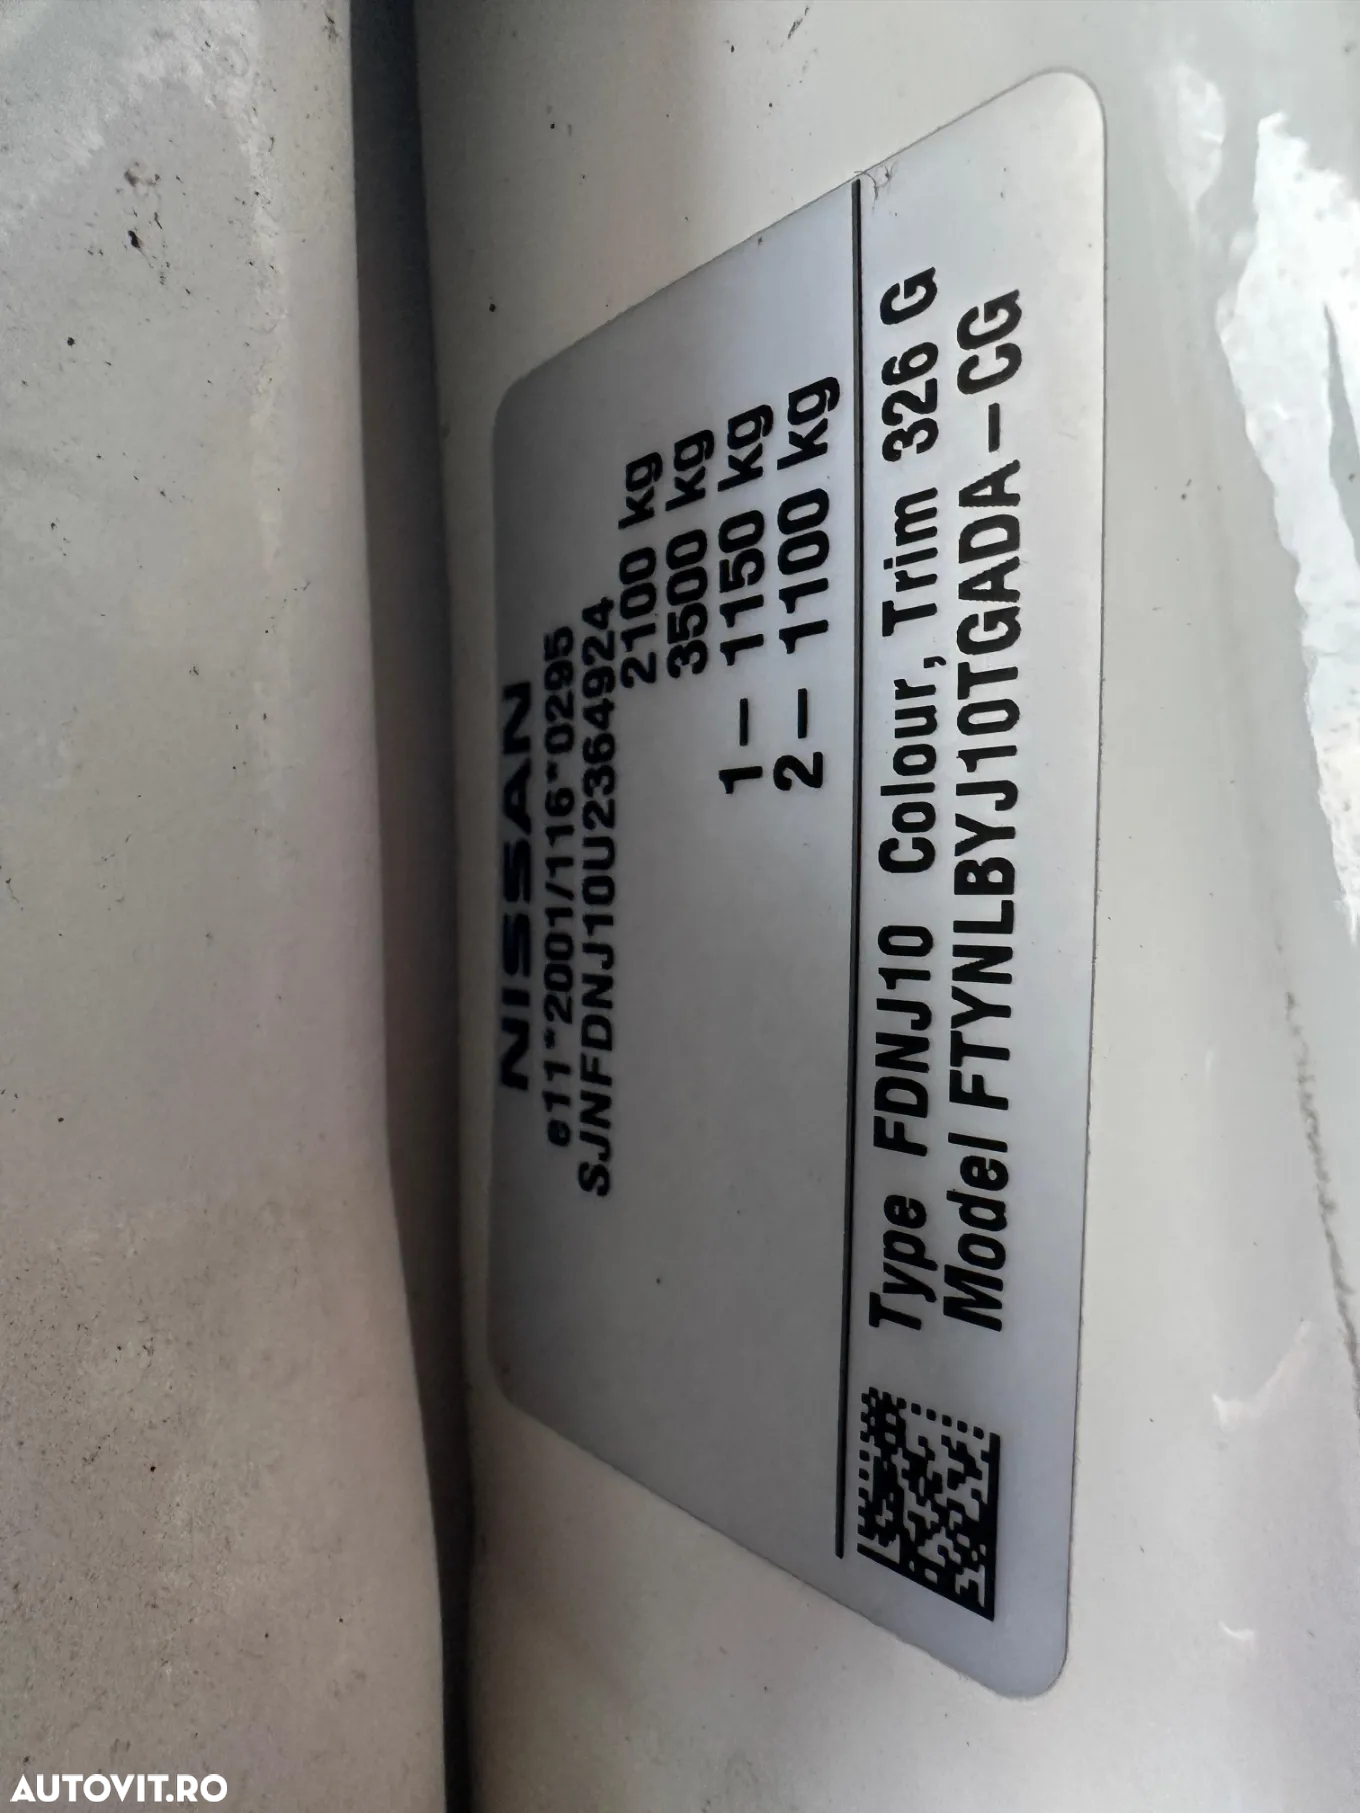 NISSAN
e11*2001/116*0295
SJNFDNJ10U2364924
2100 kg
3500 kg
1 – 1150 kg
2 – 1100 kg
Type FDNJ10 Colour, Trim 326 G
Model FTYNLBYJ10TGADA–CG
AUTOVIT.RO